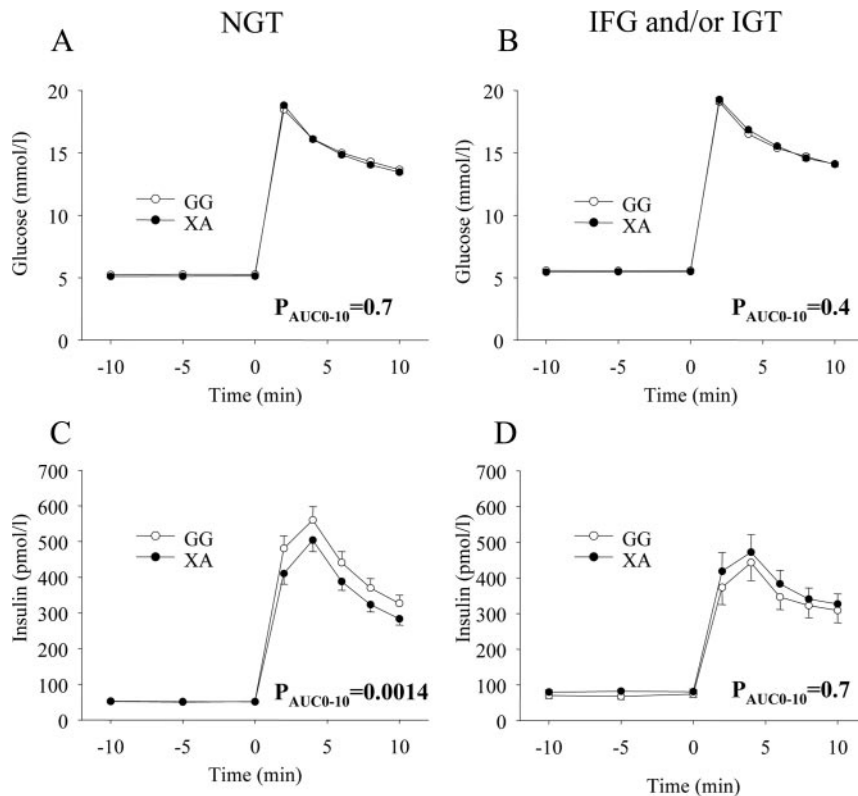 NGT
IFG and/or IGT
A
20
15
10
5
0
Glucose (mmol/l)
GG
XA
P_AUC0-10=0.7
-10 -5 0 5 10
Time (min)
B
20
15
10
5
0
Glucose (mmol/l)
GG
XA
P_AUC0-10=0.4
-10 -5 0 5 10
Time (min)
C
700
600
500
400
300
200
100
0
Insulin (pmol/l)
GG
XA
P_AUC0-10=0.0014
-10 -5 0 5 10
Time (min)
D
700
600
500
400
300
200
100
0
Insulin (pmol/l)
GG
XA
P_AUC0-10=0.7
-10 -5 0 5 10
Time (min)